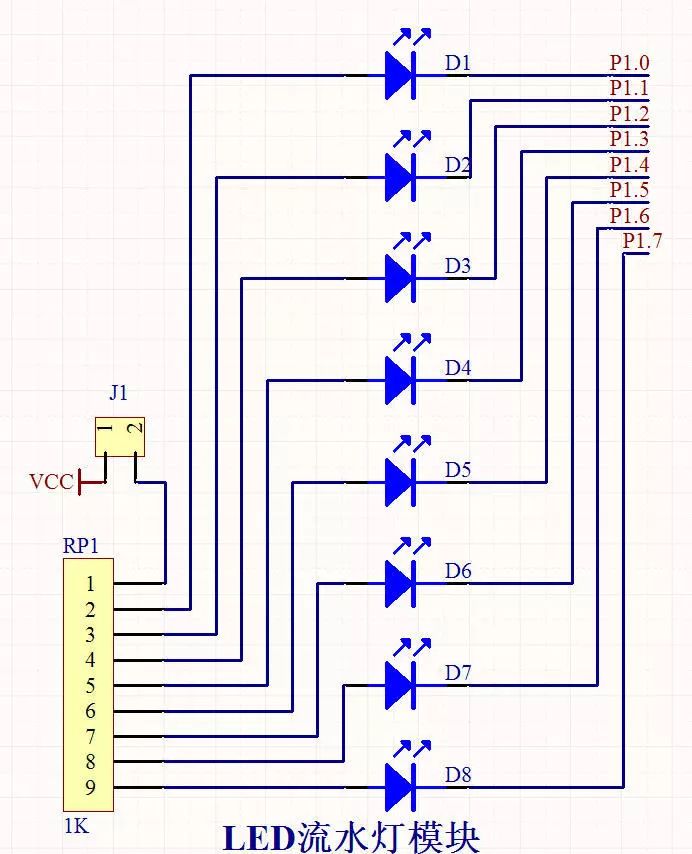 D1 P1.0
P1.1
P1.2
P1.3
D2 P1.4
P1.5
P1.6
P1.7
D3
D4
J1
1 2
D5
VCC
RP1
D6
1
2
3
4
5
D7
6
7
8
9
D8
1K
LED流水灯模块